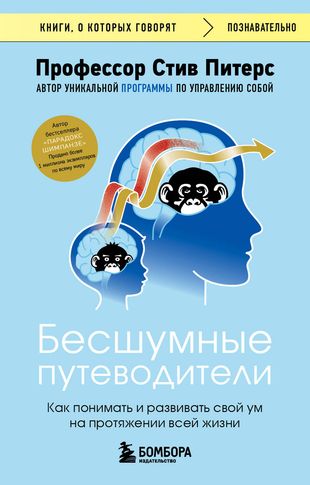 КНИГИ, О КОТОРЫХ ГОВОРЯТ
ПОЗНАВАТЕЛЬНО
Профессор Стив Питерс
АВТОР УНИКАЛЬНОЙ ПРОГРАММЫ ПО УПРАВЛЕНИЮ СОБОЙ
Автор
бестселлера
«ПАРАДОКС
ШИМПАНЗЕ»
Продано более
1 миллиона экземпляров
по всему миру
Бесшумные
путеводители
Как понимать и развивать свой ум
на протяжении всей жизни
БОМБОРА
ИЗДАТЕЛЬСТВО